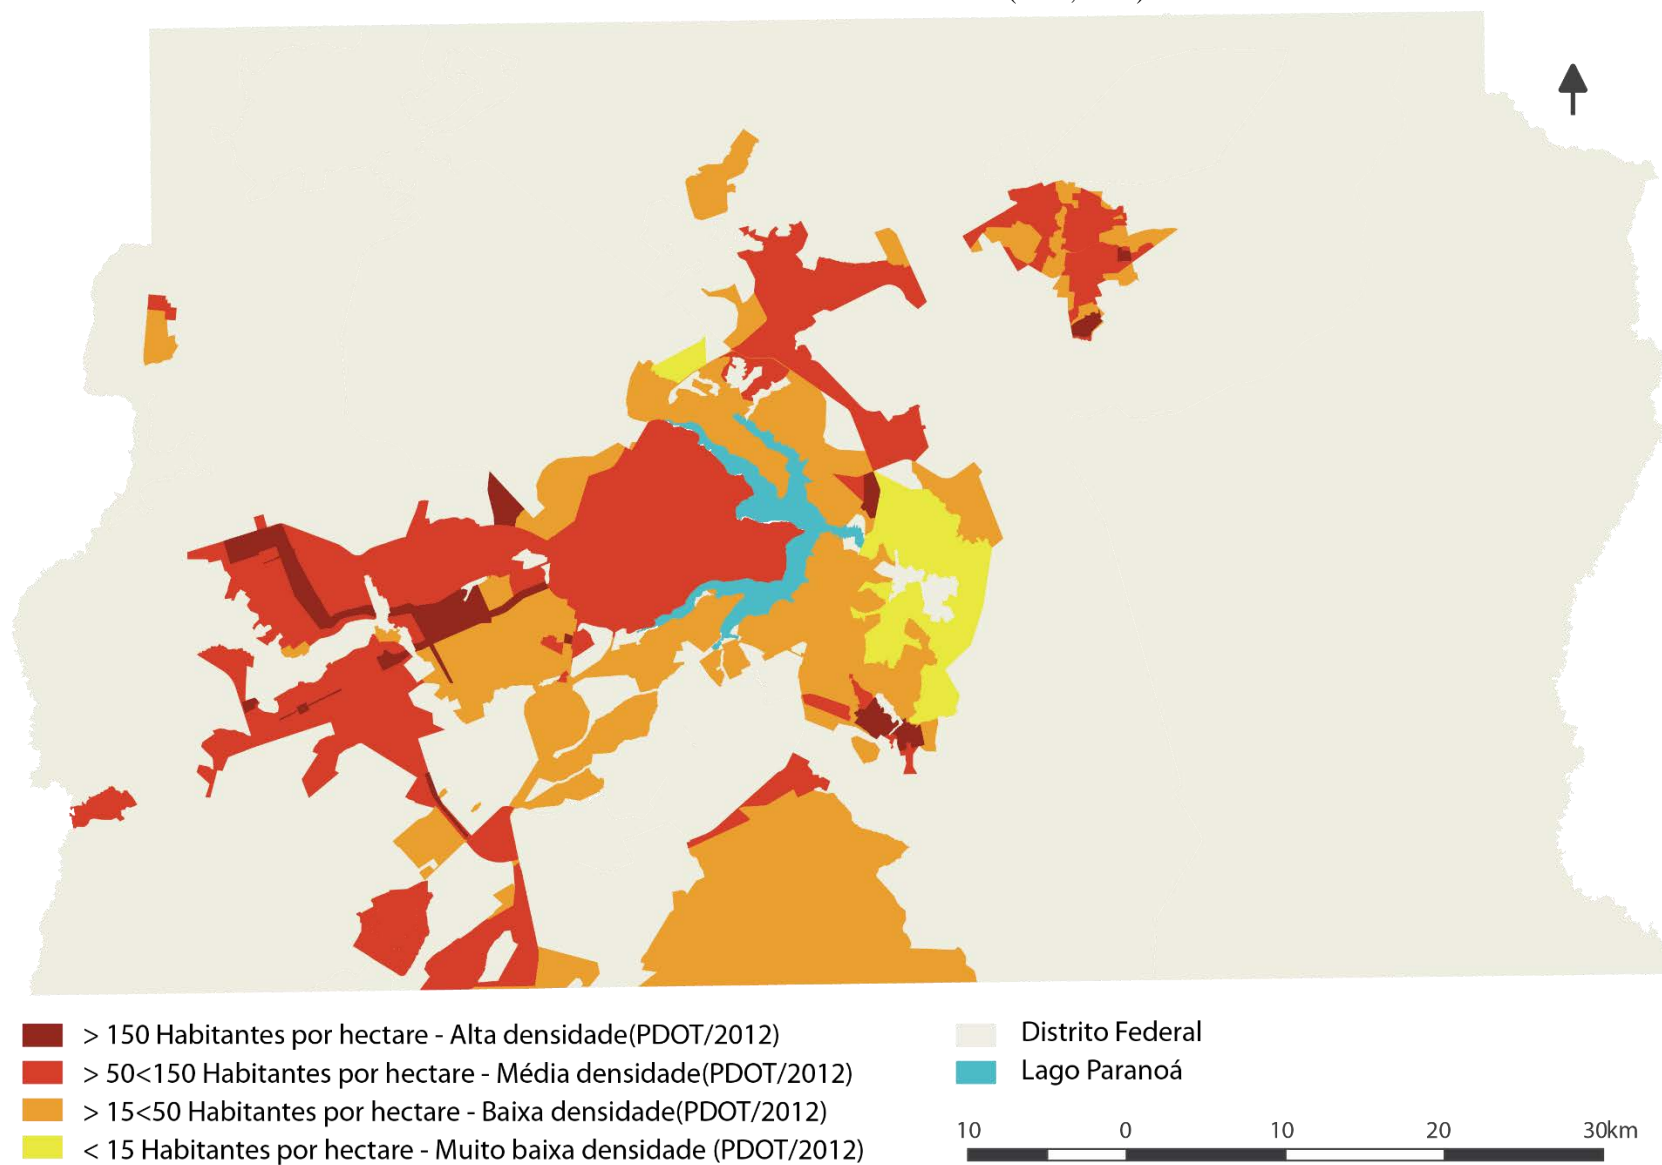 > 150 Habitantes por hectare - Alta densidade(PDOT/2012)
> 50<150 Habitantes por hectare - Média densidade(PDOT/2012)
> 15<50 Habitantes por hectare - Baixa densidade(PDOT/2012)
< 15 Habitantes por hectare - Muito baixa densidade (PDOT/2012)
Distrito Federal
Lago Paranoá
10 0 10 20 30km